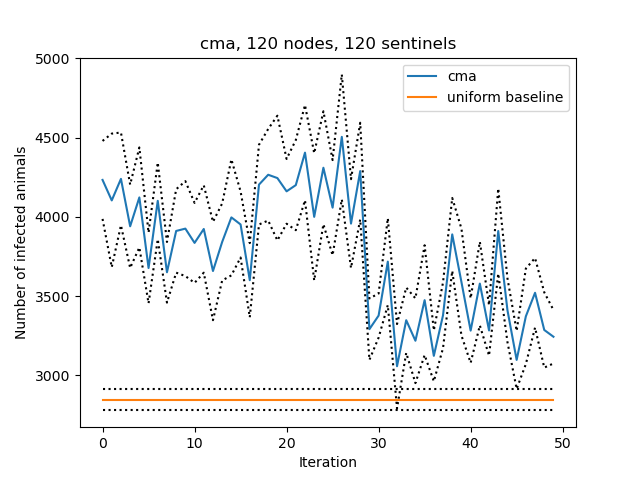 cma, 120 nodes, 120 sentinels
5000
4500
4000
3500
3000
Number of infected animals
cma
uniform baseline
0 10 20 30 40 50
Iteration